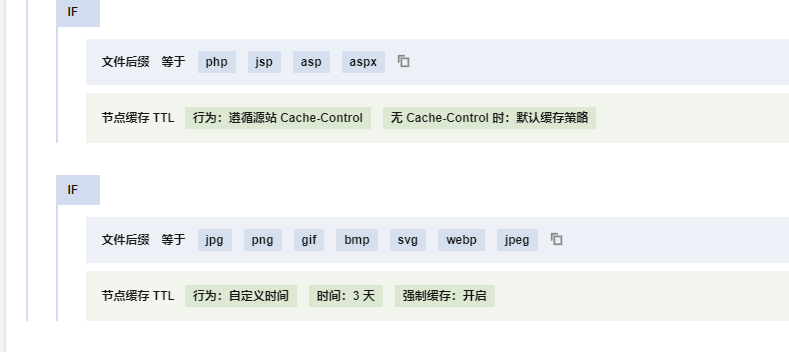 IF
文件后缀 等于 php jsp asp aspx
节点缓存 TTL 行为：遵循源站 Cache-Control 无 Cache-Control 时：默认缓存策略
IF
文件后缀 等于 jpg png gif bmp svg webp jpeg
节点缓存 TTL 行为：自定义时间 时间：3 天 强制缓存：开启